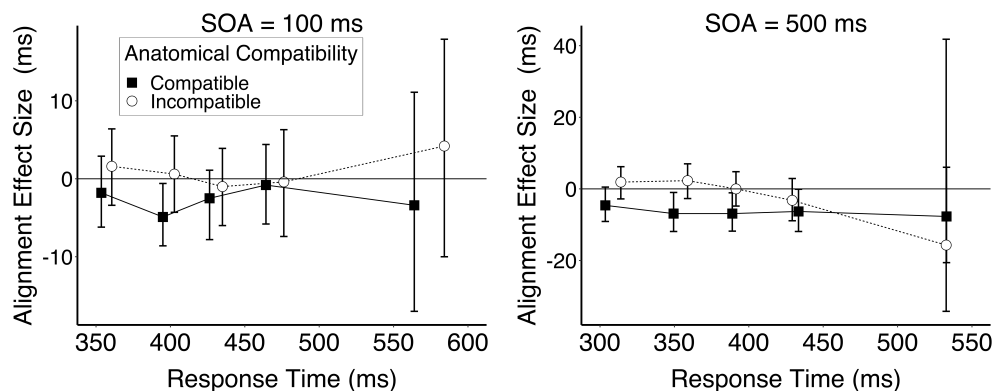 SOA = 100 ms
Anatomical Compatibility
Compatible
Incompatible
Alignment Effect Size (ms)
10
0
-10
350 400 450 500 550 600
Response Time (ms)
SOA = 500 ms
Alignment Effect Size (ms)
40
20
0
-20
300 350 400 450 500 550
Response Time (ms)